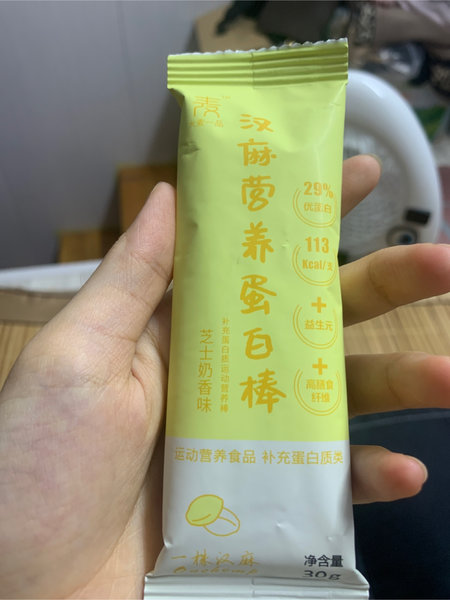 汉麻营养蛋白棒
补充蛋白质运动营养棒
芝士奶香味
29%
优蛋白
113
Kcal/支
+
益生元
+
高膳食
纤维
运动营养食品 补充蛋白质类
一株汉麻
净含量
30g